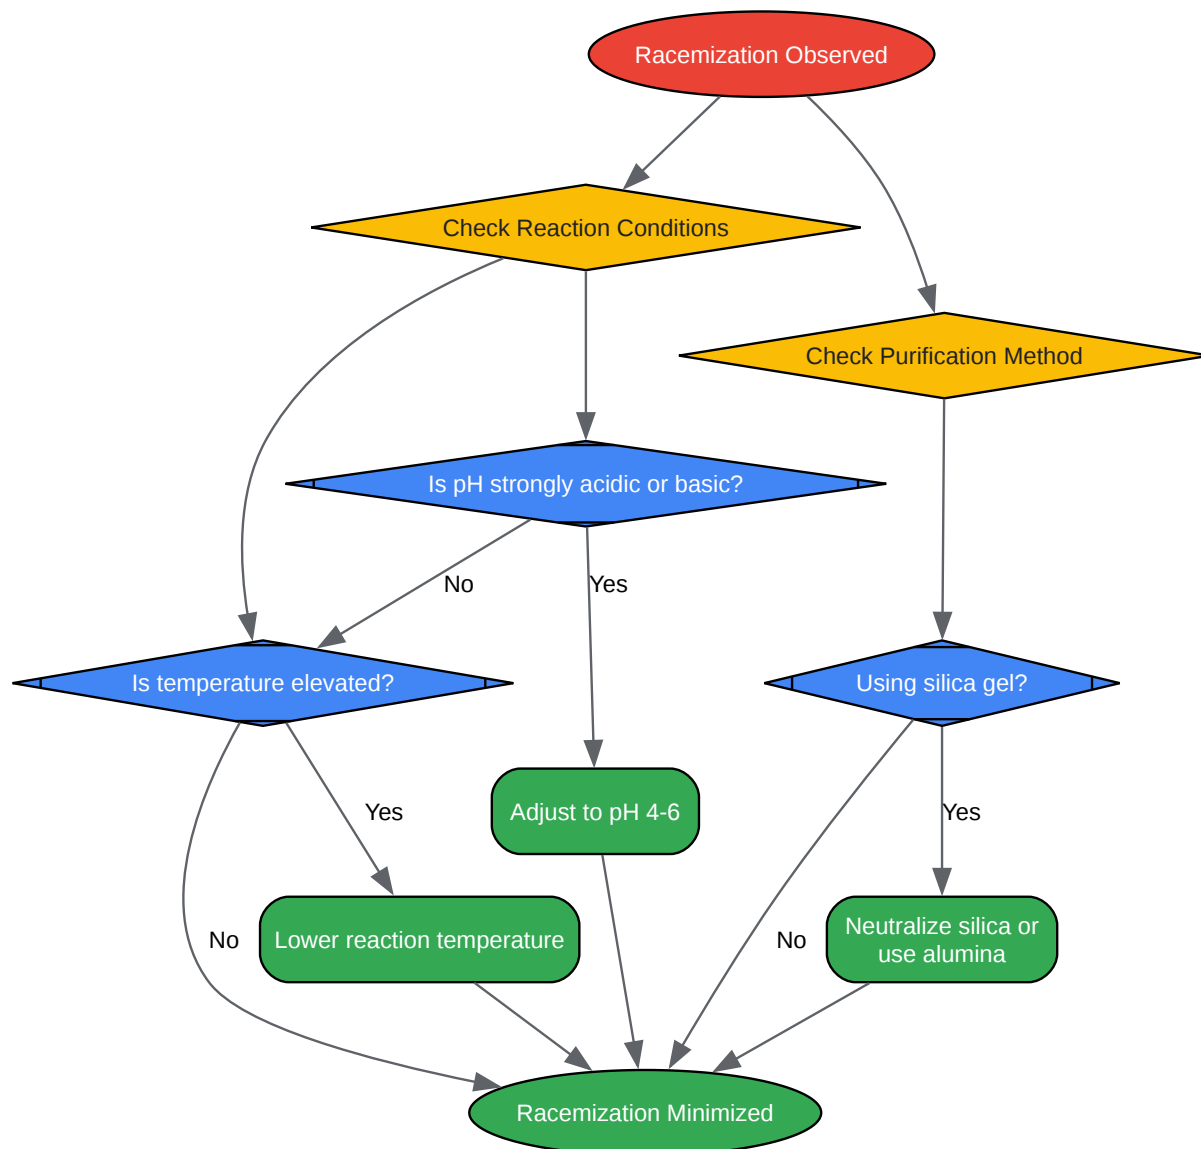 Racemization Observed
Check Reaction Conditions
Check Purification Method
Is pH strongly acidic or basic?
No
Yes
Is temperature elevated?
Using silica gel?
Yes
Adjust to pH 4-6
Yes
No
Lower reaction temperature
No
Neutralize silica or
use alumina
Racemization Minimized